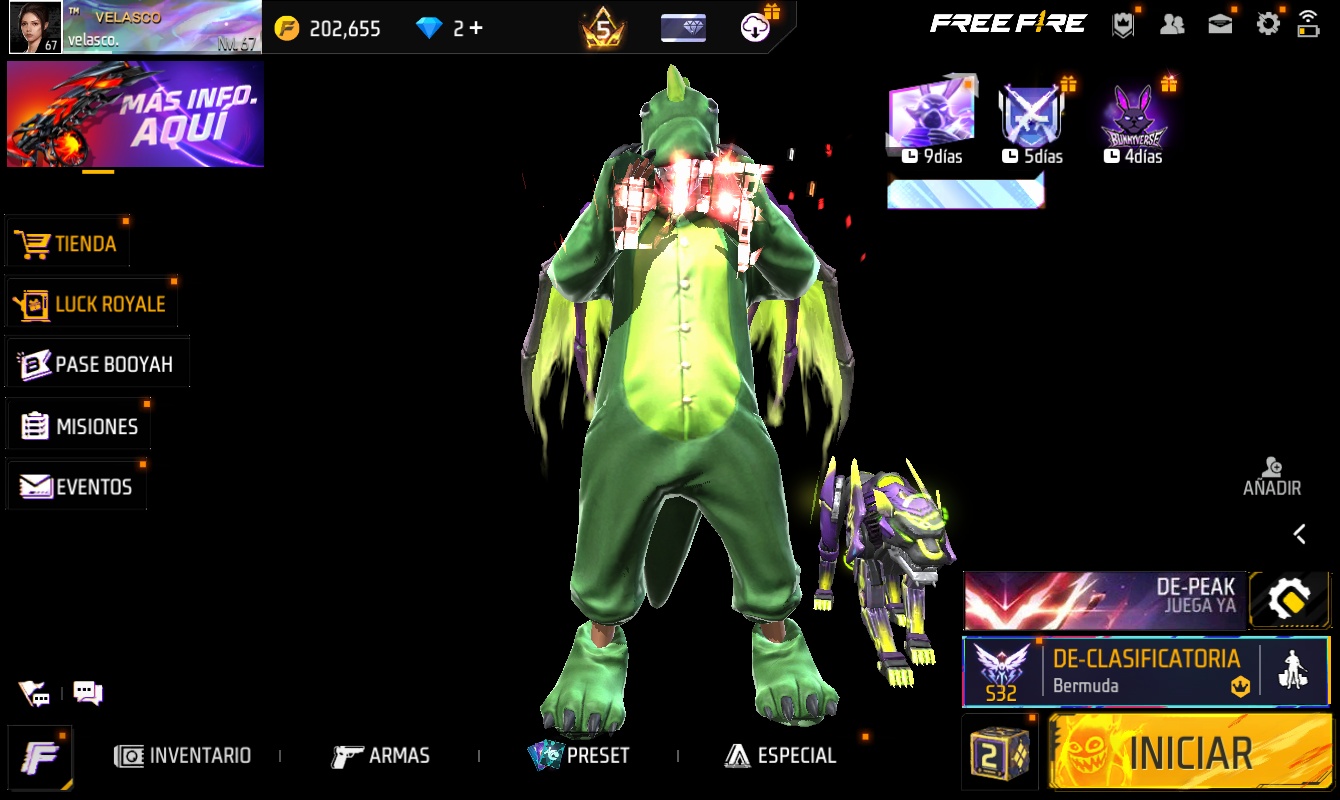 ™ VELASCO
velasco.
67
Nvl. 67
202,655
2 +
5
FREE FIRE
MÁS INFO.
AQUÍ
BUNNYVERSE
9días
5días
4días
TIENDA
LUCK ROYALE
PASE BOOYAH
MISIONES
EVENTOS
AÑADIR
DE-PEAK
JUEGA YA
DE-CLASIFICATORIA
Bermuda
S32
INVENTARIO
ARMAS
PRESET
ESPECIAL
2
INICIAR